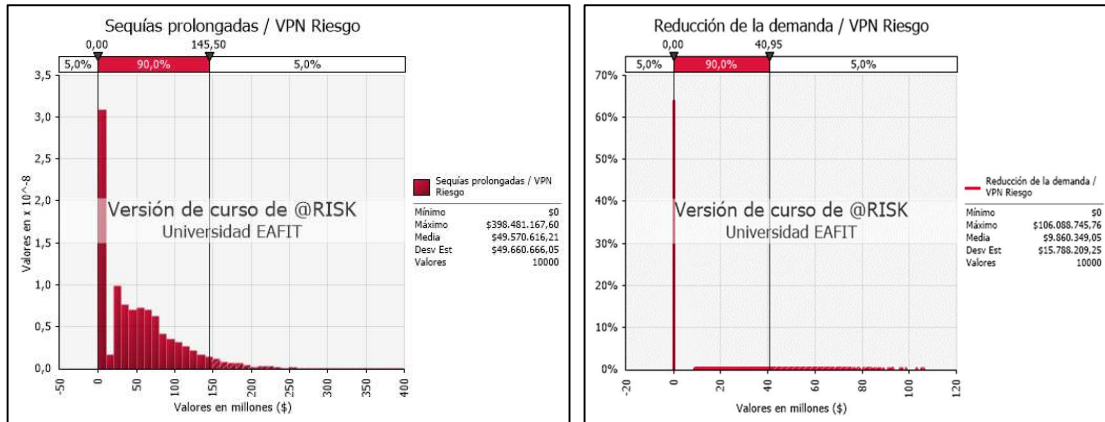 Sequías prolongadas / VPN Riesgo
0,00 145,50
5,0% 90,0% 5,0%
3,5
3,0
2,5
2,0
1,5
1,0
0,5
0,0
Valores en x 10^-8
-50 0 50 100 150 200 250 300 350 400
Valores en millones ($)
Versión de curso de @RISK
Universidad EAFIT
Sequías prolongadas / VPN
Riesgo
Mínimo $0
Máximo $398.481.167,60
Media $49.570.616,21
Desv Est $49.660.666,05
Valores 10000
Reducción de la demanda / VPN Riesgo
0,00 40,95
5,0% 90,0% 5,0%
70%
60%
50%
40%
30%
20%
10%
0%
-20 0 20 40 60 80 100 120
Valores en millones ($)
Versión de curso de @RISK
Universidad EAFIT
Reducción de la demanda /
VPN Riesgo
Mínimo $0
Máximo $106.088.745,76
Media $9.860.349,05
Desv Est $15.788.209,25
Valores 10000